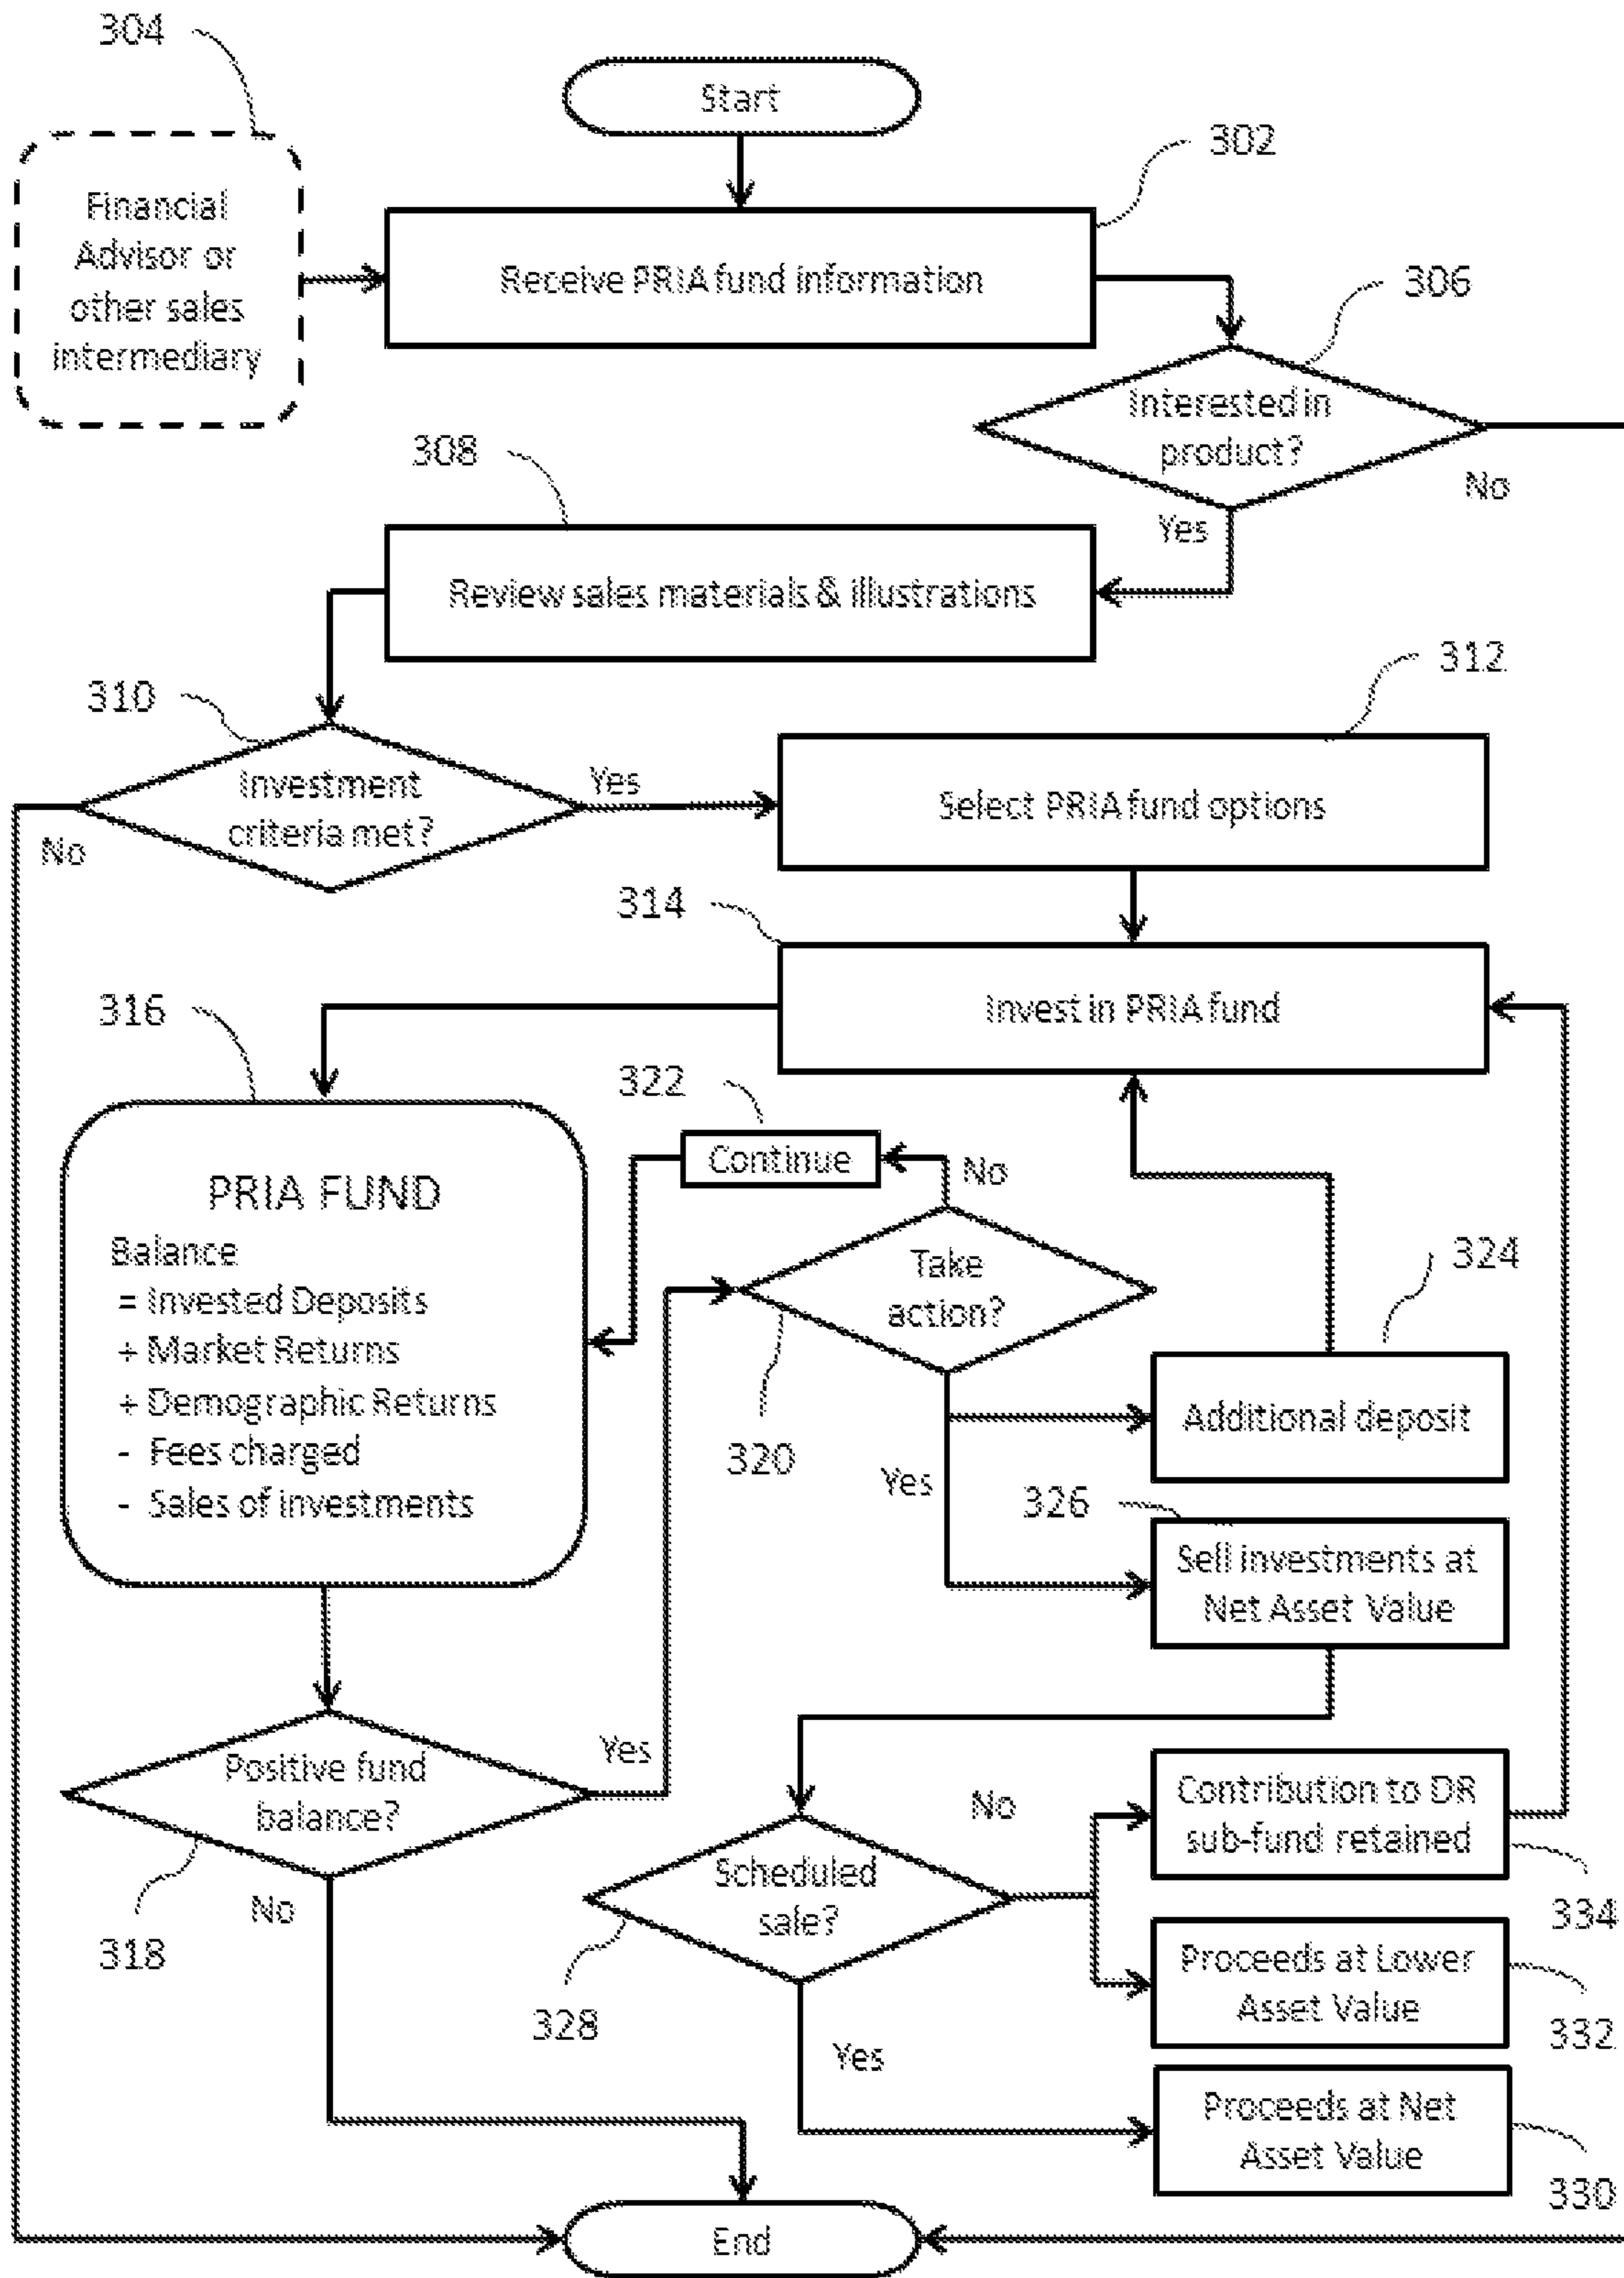 304
Start
302
Financial
Advisor or
other sales
intermediary
Receive PRIA fund information
306
Interested in
product?
No
308
Yes
Review sales materials & illustrations
312
310
Investment
criteria met?
Yes
No
Select PRIA fund options
314
Invest in PRIA fund
316
322
Continue
No
PRIA FUND
Balance
= Invested Deposits
+ Market Returns
+ Demographic Returns
- Fees charged
- Sales of investments
Take
action?
324
320
Additional deposit
Yes
326
Sell investments at
Net Asset Value
Positive fund
balance?
Yes
No
318
Scheduled
sale?
No
328
Yes
Contribution to DR
sub-fund retained
334
Proceeds at Lower
Asset Value
332
Proceeds at Net
Asset Value
330
End